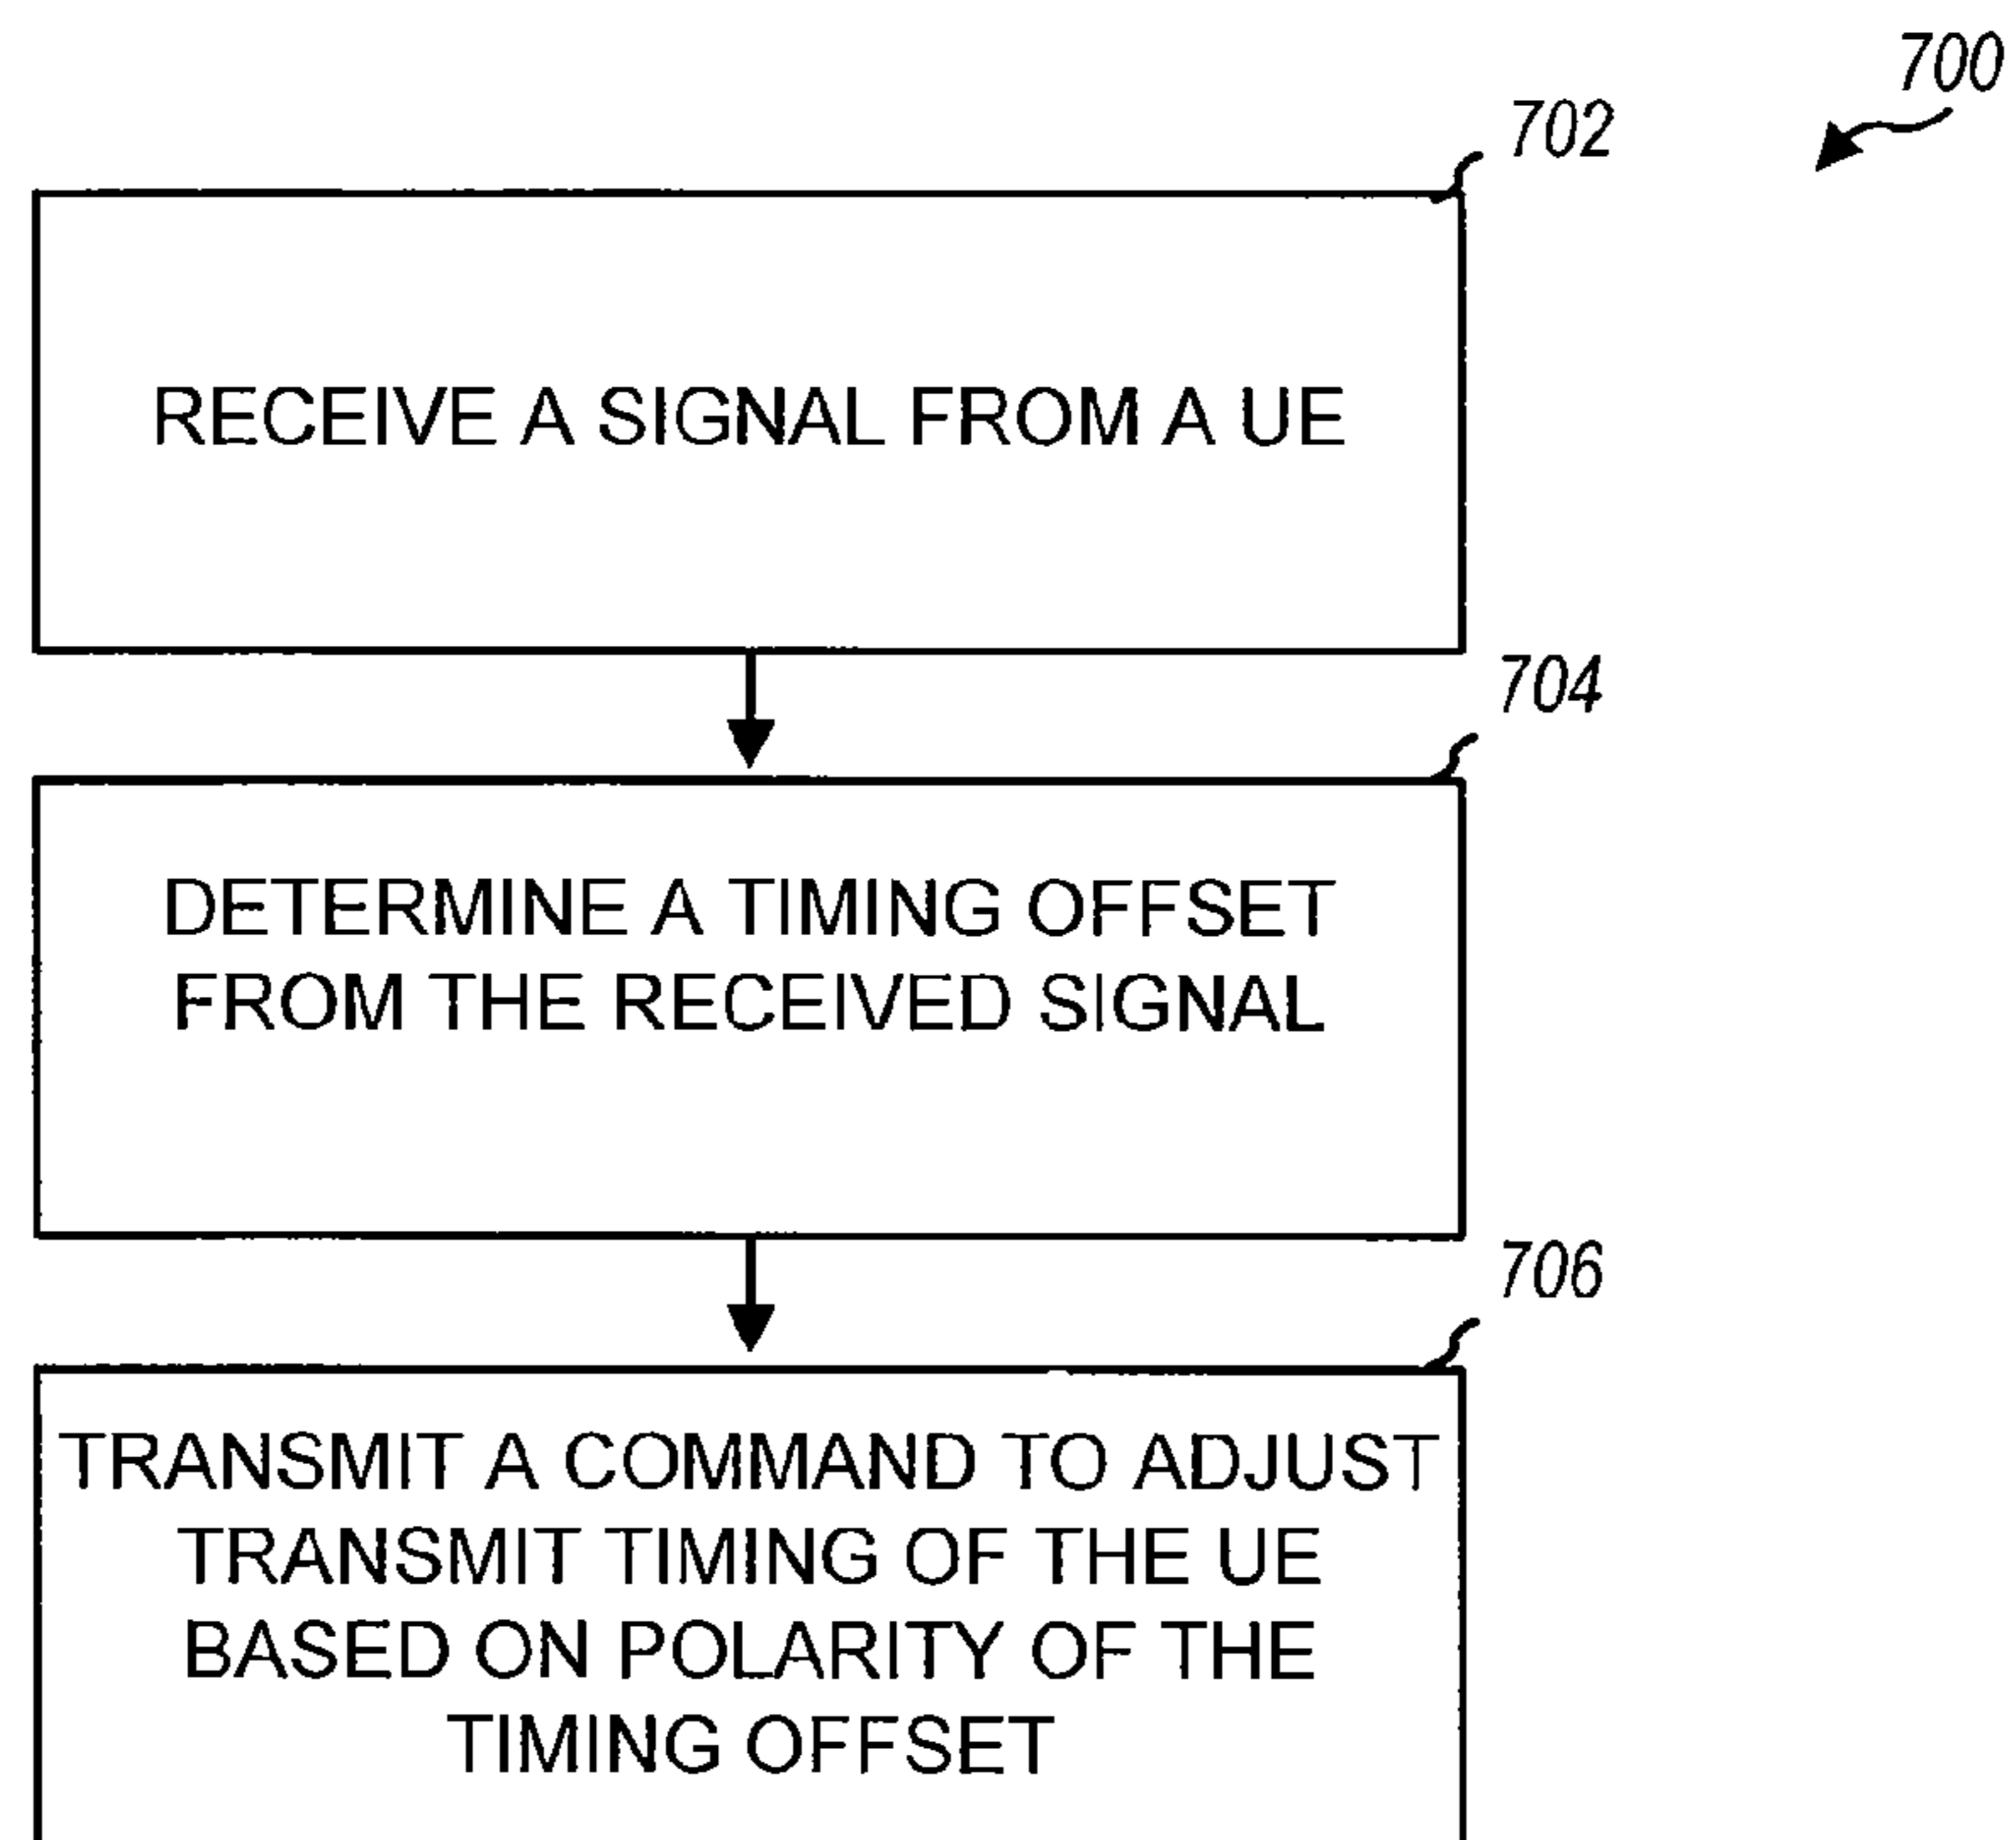 700
702
RECEIVE A SIGNAL FROM A UE
704
DETERMINE A TIMING OFFSET
FROM THE RECEIVED SIGNAL
706
TRANSMIT A COMMAND TO ADJUST
TRANSMIT TIMING OF THE UE
BASED ON POLARITY OF THE
TIMING OFFSET